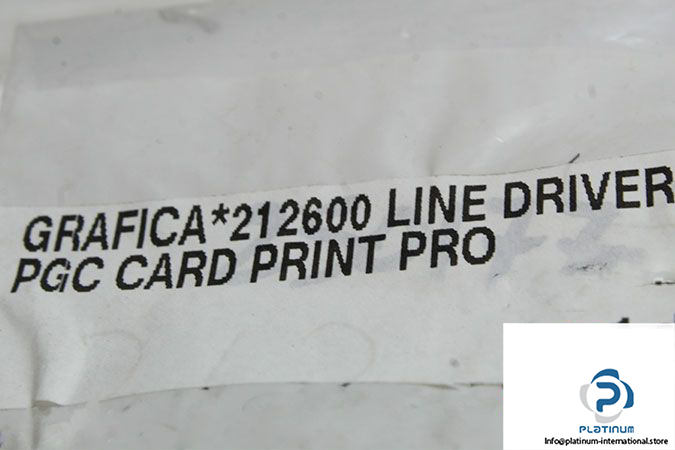 GRAFICA*212600 LINE DRIVER
PGC CARD PRINT PRO
PLATINUM
Info@platinum-international.store